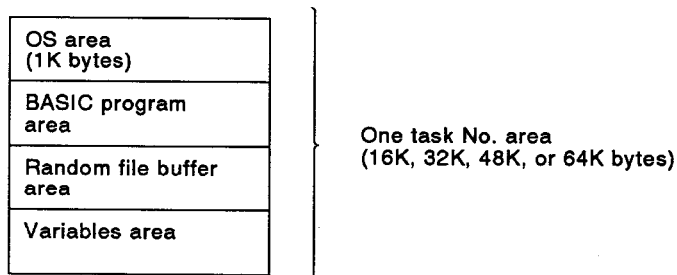 OS area
(1K bytes)
BASIC program
area
Random file buffer
area
Variables area
One task No. area
(16K, 32K, 48K, or 64K bytes)